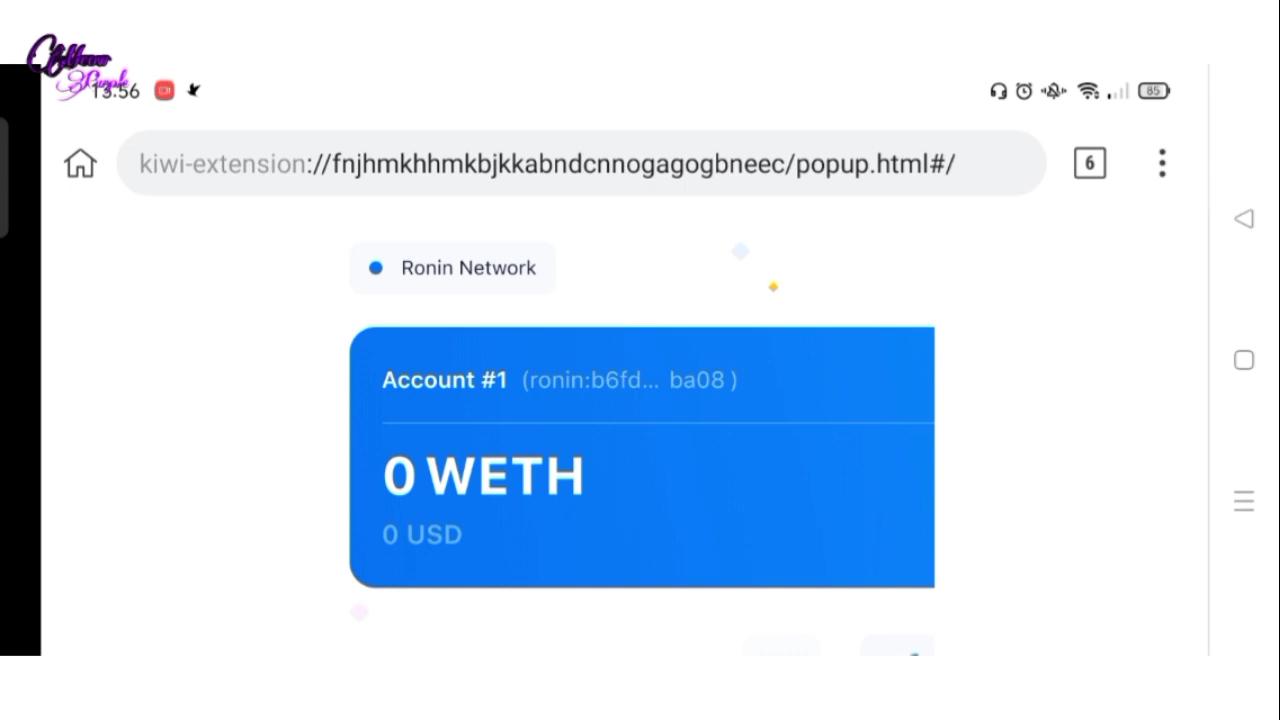 13:56
85
kiwi-extension://fnjhmkhhmkbjkkabndcnnogagogbneec/popup.html#/
6
Ronin Network
Account #1 (ronin:b6fd... ba08 )
0 WETH
0 USD